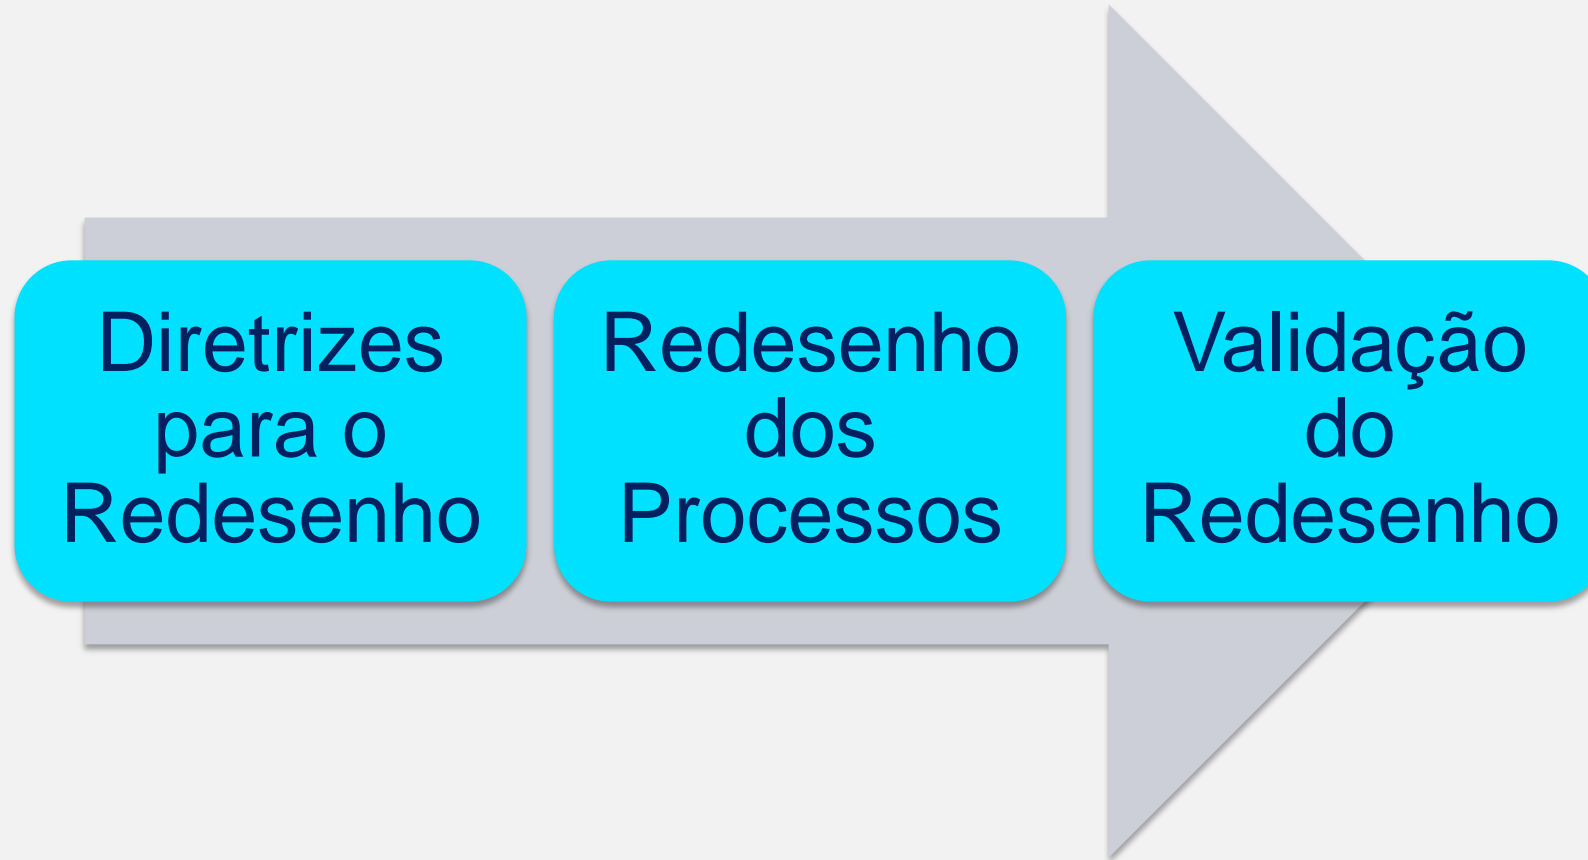 Diretrizes
para o
Redesenho
Redesenho
dos
Processos
Validação
do
Redesenho